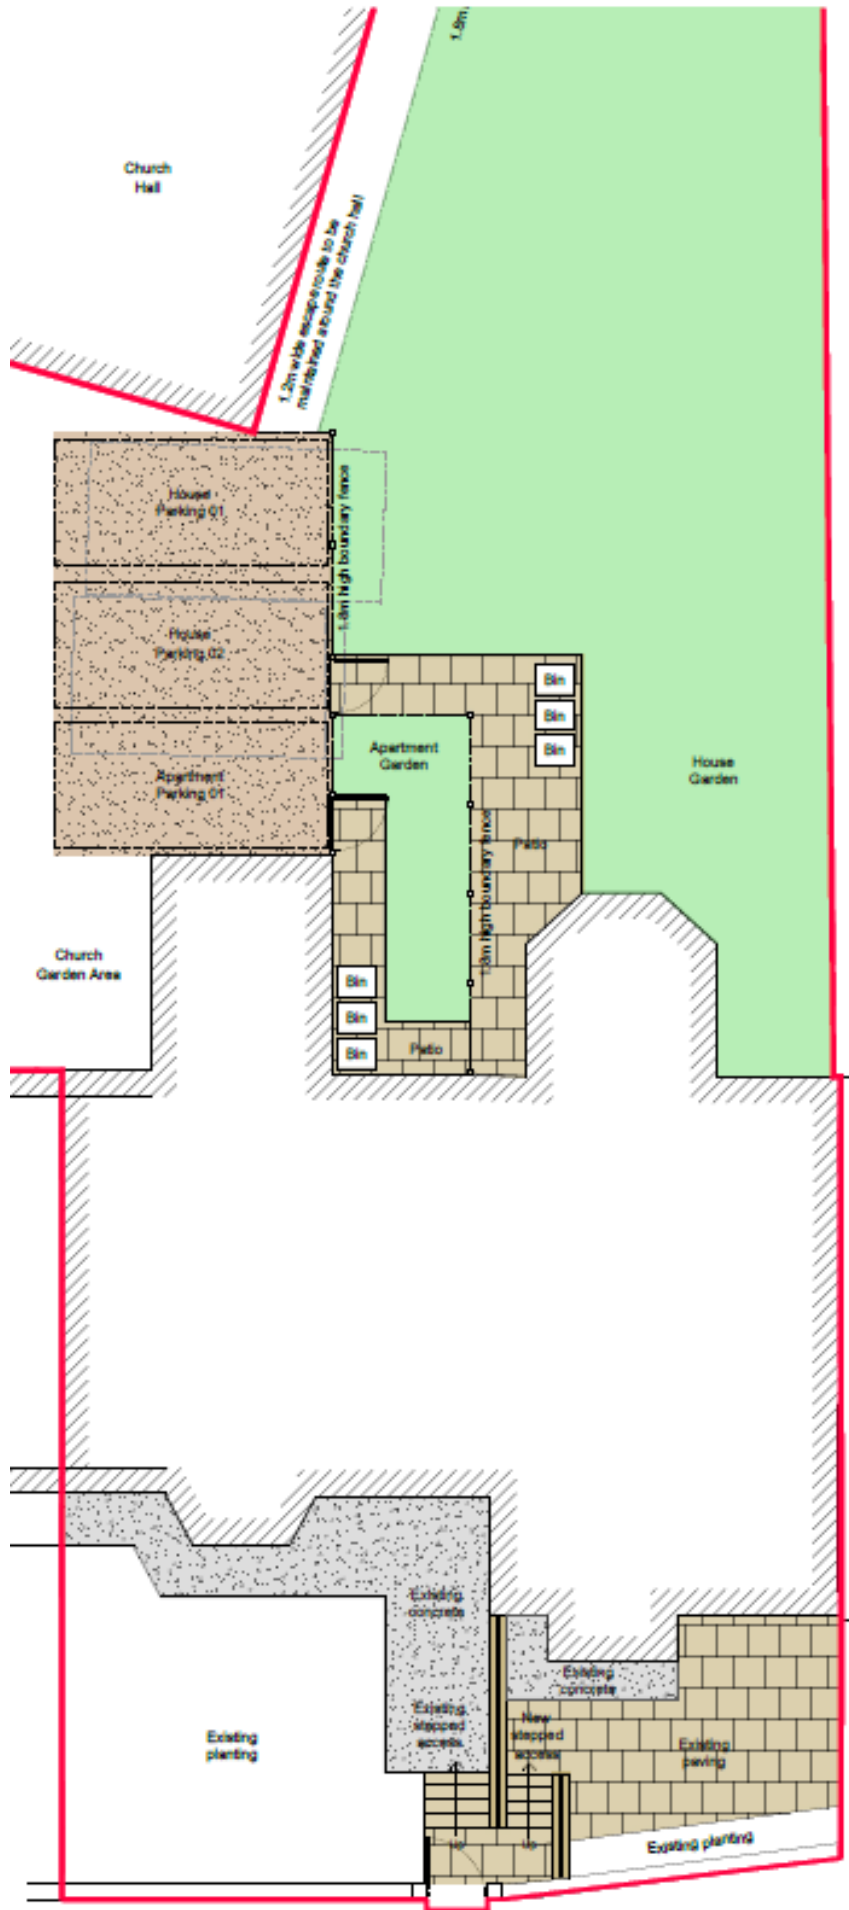 1.8m
Church
Hall
1.2m wide escape route to be
maintained around the church hall
House
Parking 01
1.8m high boundary fence
House
Parking 02
Bin
Bin
Bin
Apartment
Garden
House
Garden
Apartment
Parking 01
1.8m high boundary fence
Patio
Church
Garden Area
Bin
Bin
Bin
Patio
Existing
concrete
Existing
concrete
Existing
stepped
access
New
stepped
access
Existing
planting
Existing
paving
Up
Up
Existing planting